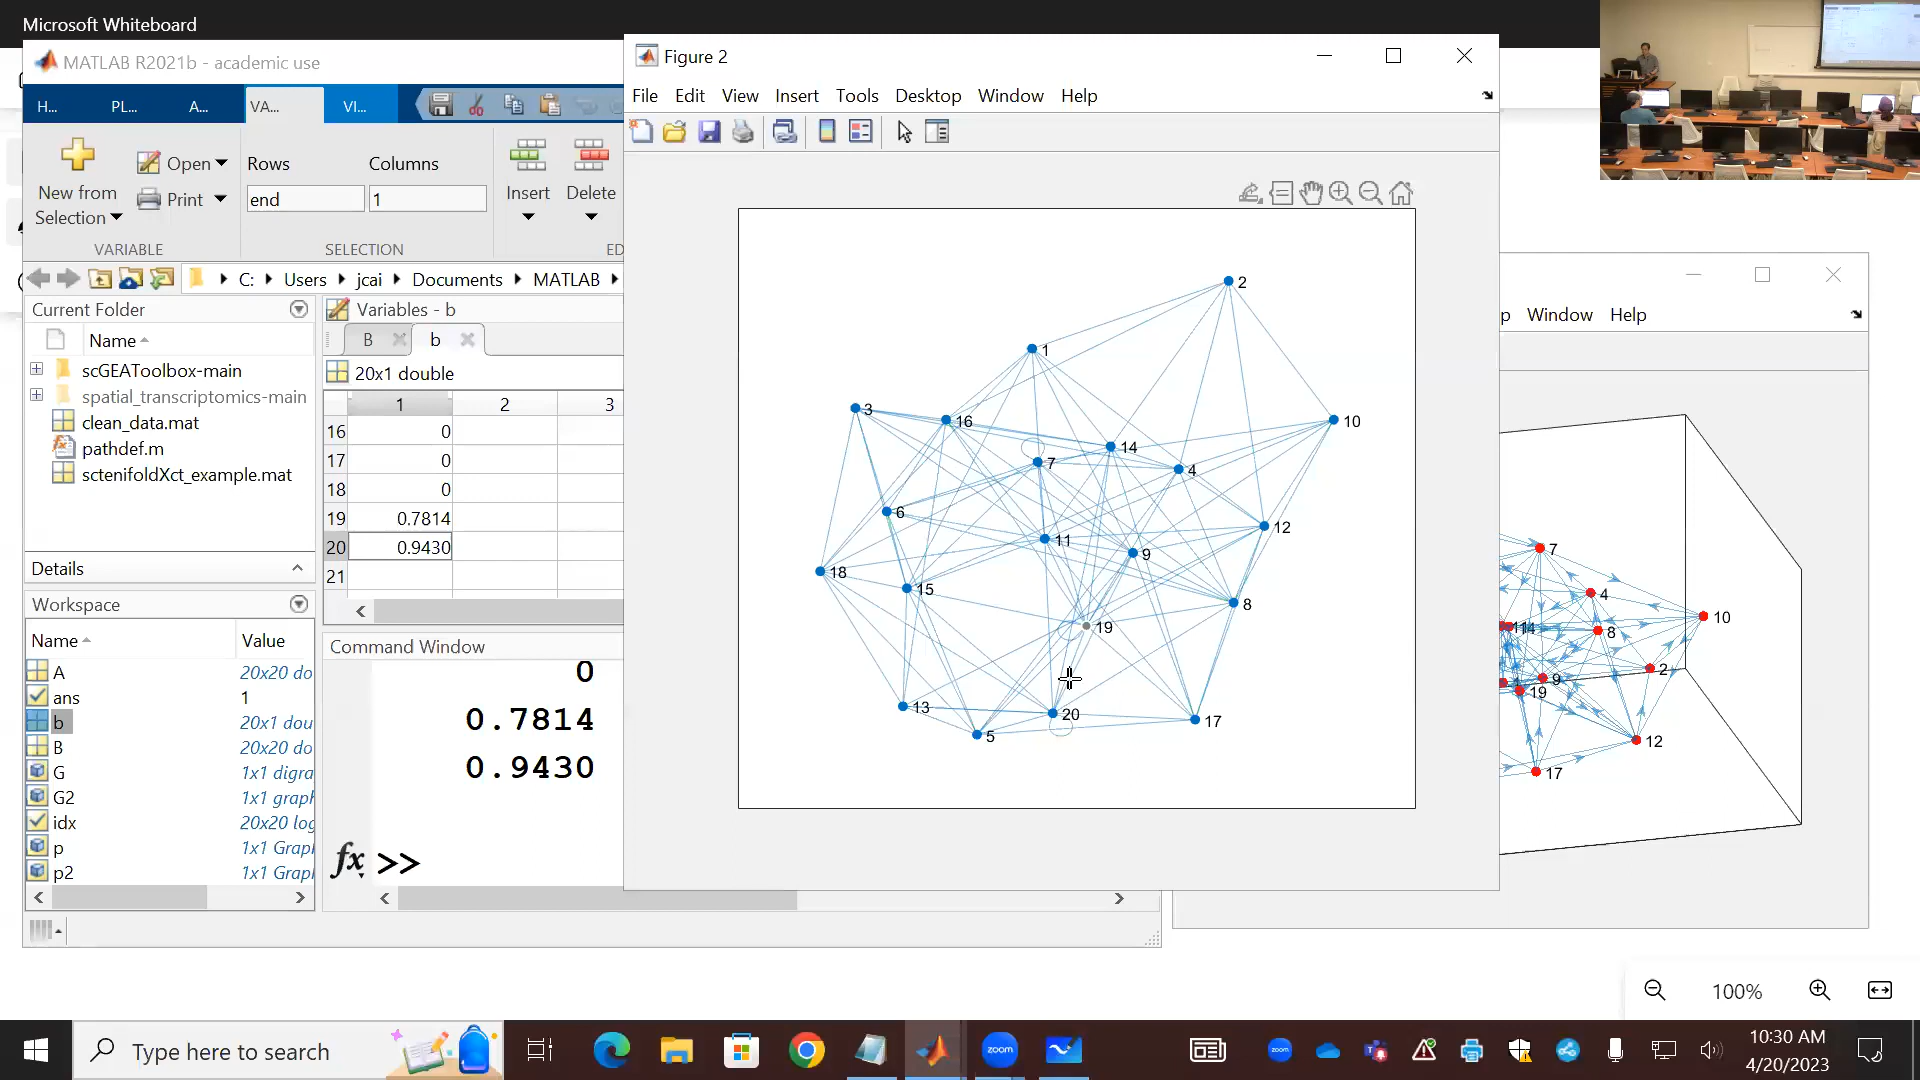 Microsoft Whiteboard
MATLAB R2021b - academic use
H...
PL...
A...
VA...
VI...
New from
Selection
Open
Print
VARIABLE
Rows
Columns
end
1
SELECTION
Insert
Delete
ED
C:
Users
jcai
Documents
MATLAB
Current Folder
Name
scGEAToolbox-main
spatial_transcriptomics-main
clean_data.mat
pathdef.m
sctenifoldXct_example.mat
Details
Workspace
Name
Value
A
20x20 do
ans
1
b
20x1 dou
B
20x20 do
G
1x1 digra
G2
1x1 graph
idx
20x20 log
p
1x1 Graph
p2
1x1 Graph
Variables - b
B
b
20x1 double
1
2
3
16
0
17
0
18
0
19
0.7814
20
0.9430
21
Command Window
0
0.7814
0.9430
fx >>
Figure 2
File
Edit
View
Insert
Tools
Desktop
Window
Help
2
1
3
16
10
14
7
4
6
12
11
9
18
15
8
19
13
20
17
5
p
Window
Help
7
4
10
14
8
2
9
19
12
17
100%
Type here to search
zoom
zoom
10:30 AM
4/20/2023